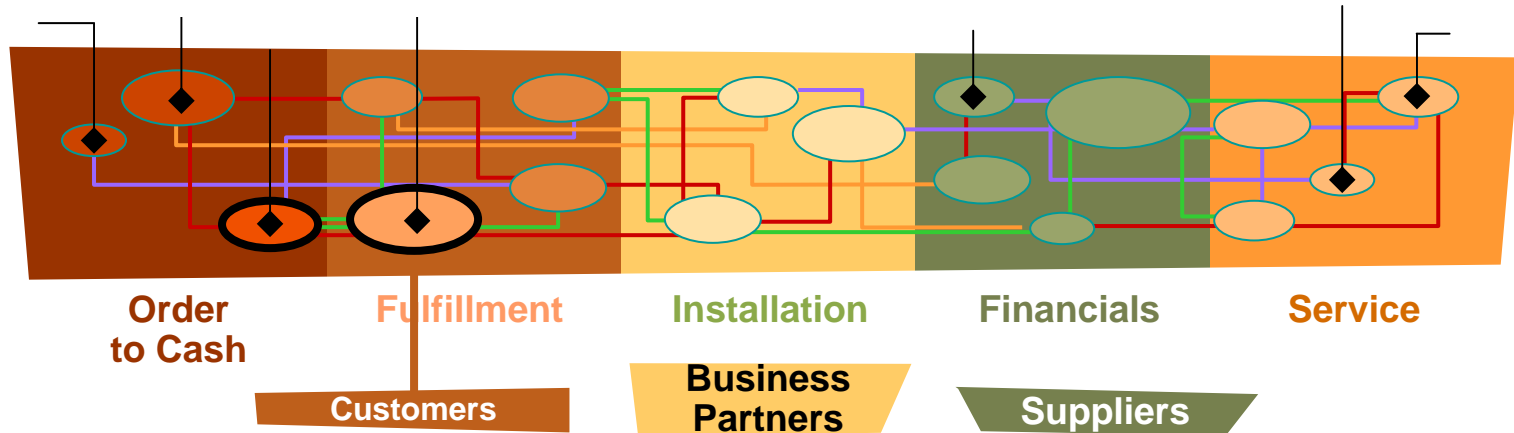 Order
to Cash
Fulfillment
Installation
Financials
Service
Customers
Business
Partners
Suppliers